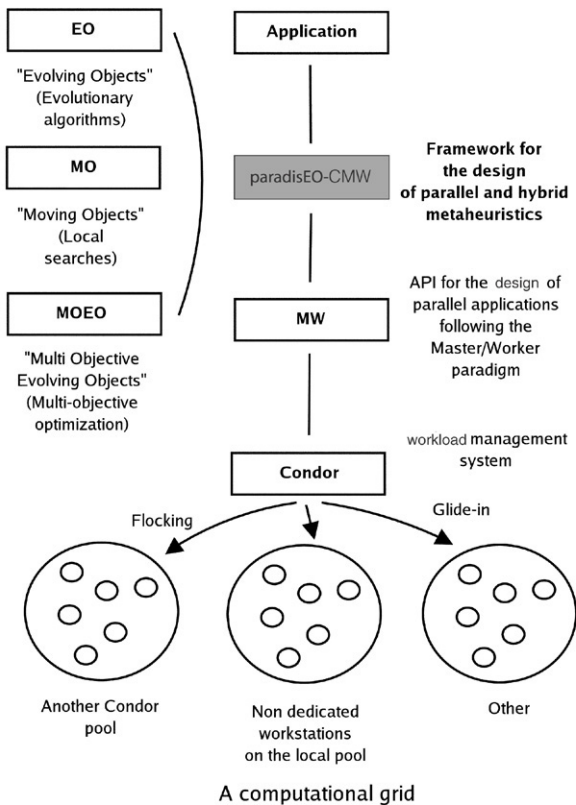 EO
"Evolving Objects"
(Evolutionary
algorithms)
MO
"Moving Objects"
(Local
searches)
MOEO
"Multi Objective
Evolving Objects"
(Multi-objective
optimization)
Application
paradisEO-CMW
Framework for
the design
of parallel and hybrid
metaheuristics
MW
API for the design of
parallel applications
following the
Master/Worker
paradigm
Condor
workload management
system
Flocking
Glide-in
Another Condor
pool
Non dedicated
workstations
on the local pool
Other
A computational grid